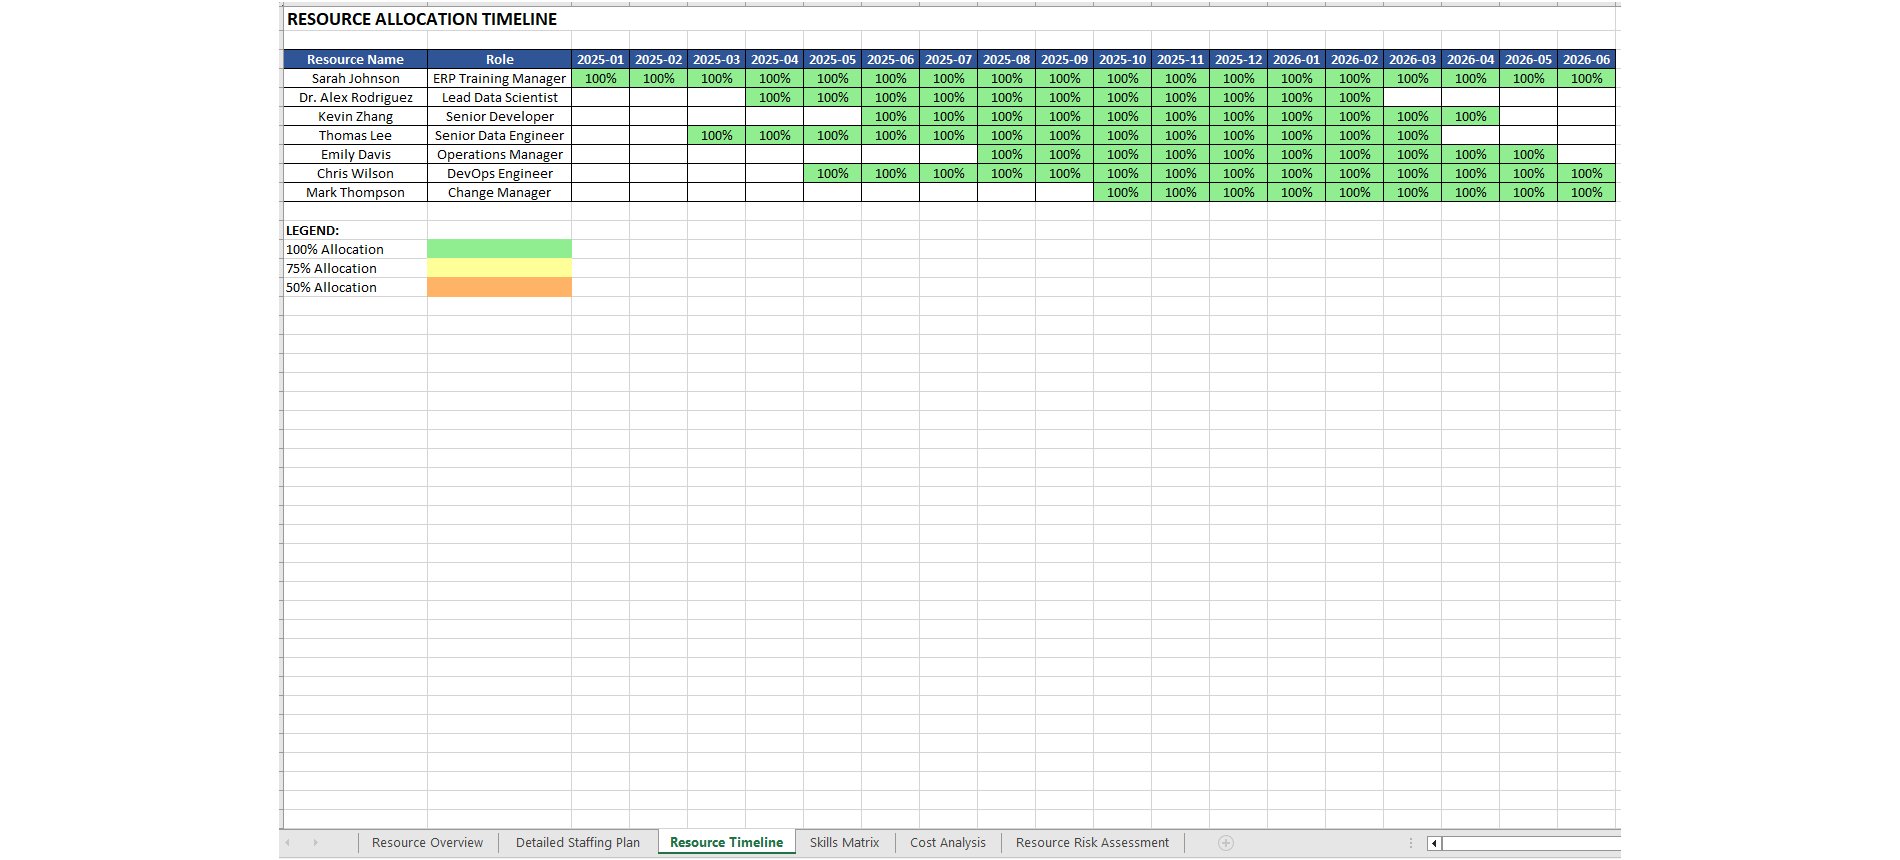 RESOURCE ALLOCATION TIMELINE
Resource Name Role 2025-01 2025-02 2025-03 2025-04 2025-05 2025-06 2025-07 2025-08 2025-09 2025-10 2025-11 2025-12 2026-01 2026-02 2026-03 2026-04 2026-05 2026-06
Sarah Johnson ERP Training Manager 100% 100% 100% 100% 100% 100% 100% 100% 100% 100% 100% 100% 100% 100% 100% 100% 100% 100%
Dr. Alex Rodriguez Lead Data Scientist 100% 100% 100% 100% 100% 100% 100% 100% 100% 100% 100%
Kevin Zhang Senior Developer 100% 100% 100% 100% 100% 100% 100% 100% 100% 100% 100%
Thomas Lee Senior Data Engineer 100% 100% 100% 100% 100% 100% 100% 100% 100% 100% 100% 100% 100%
Emily Davis Operations Manager 100% 100% 100% 100% 100% 100% 100% 100% 100% 100%
Chris Wilson DevOps Engineer 100% 100% 100% 100% 100% 100% 100% 100% 100% 100% 100% 100% 100% 100%
Mark Thompson Change Manager 100% 100% 100% 100% 100% 100% 100% 100% 100%
LEGEND:
100% Allocation
75% Allocation
50% Allocation
Resource Overview Detailed Staffing Plan Resource Timeline Skills Matrix Cost Analysis Resource Risk Assessment